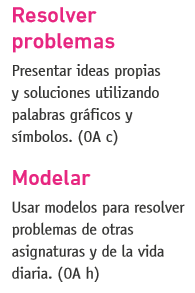 Resolver
problemas
Presentar ideas propias
y soluciones utilizando
palabras gráficos y
símbolos. (OA c)
Modelar
Usar modelos para resolver
problemas de otras
asignaturas y de la vida
diaria. (OA h)